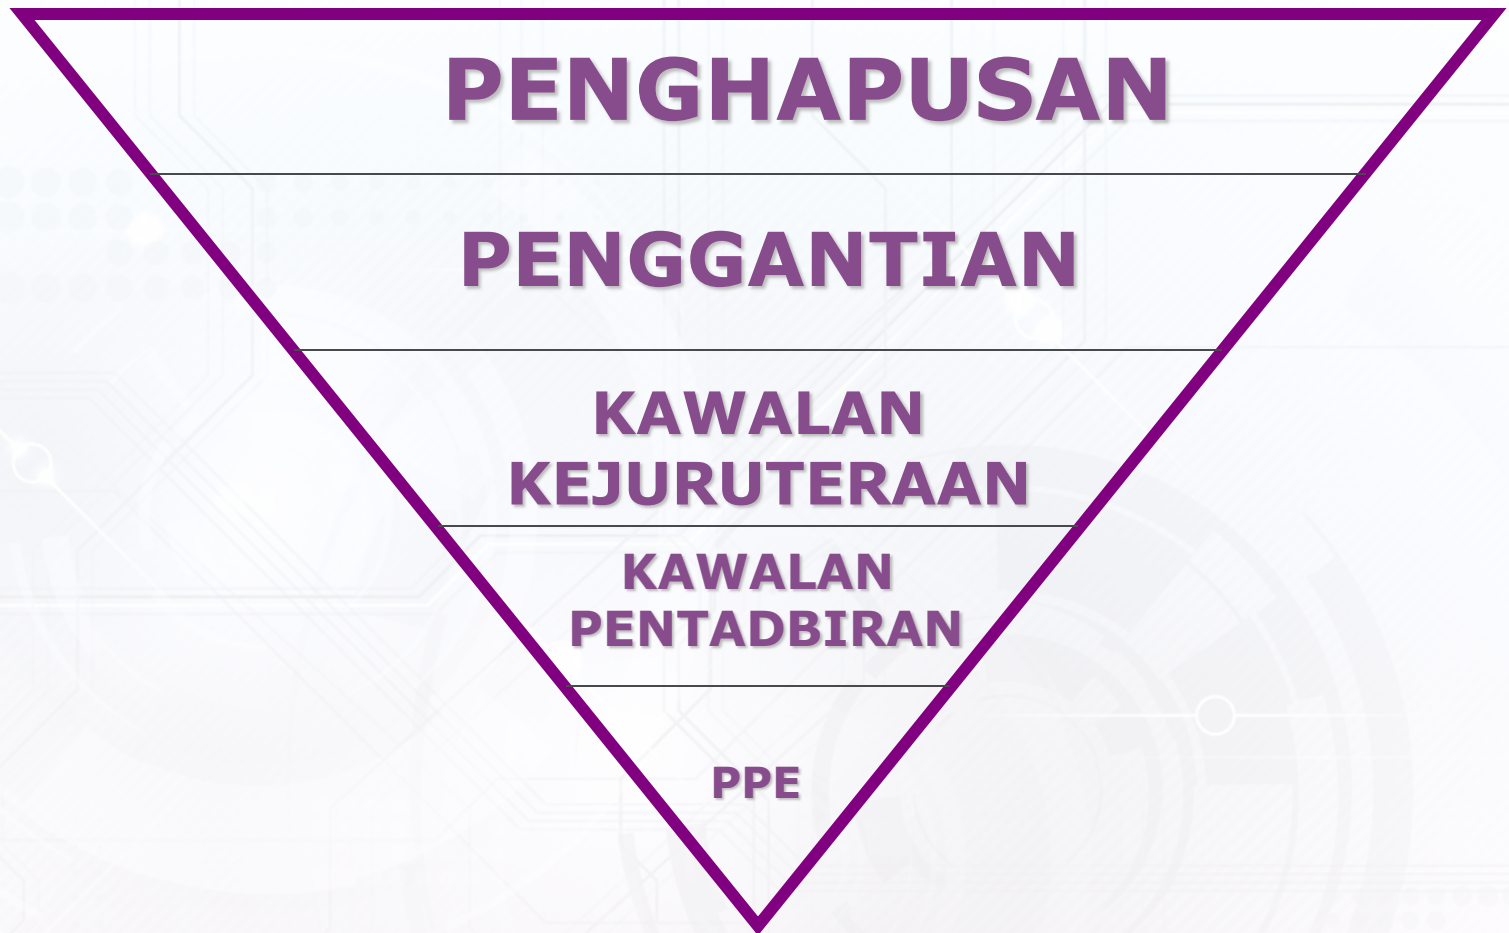 PENGHAPUSAN
PENGGANTIAN
KAWALAN
KEJURUTERAAN
KAWALAN
PENTADBIRAN
PPE